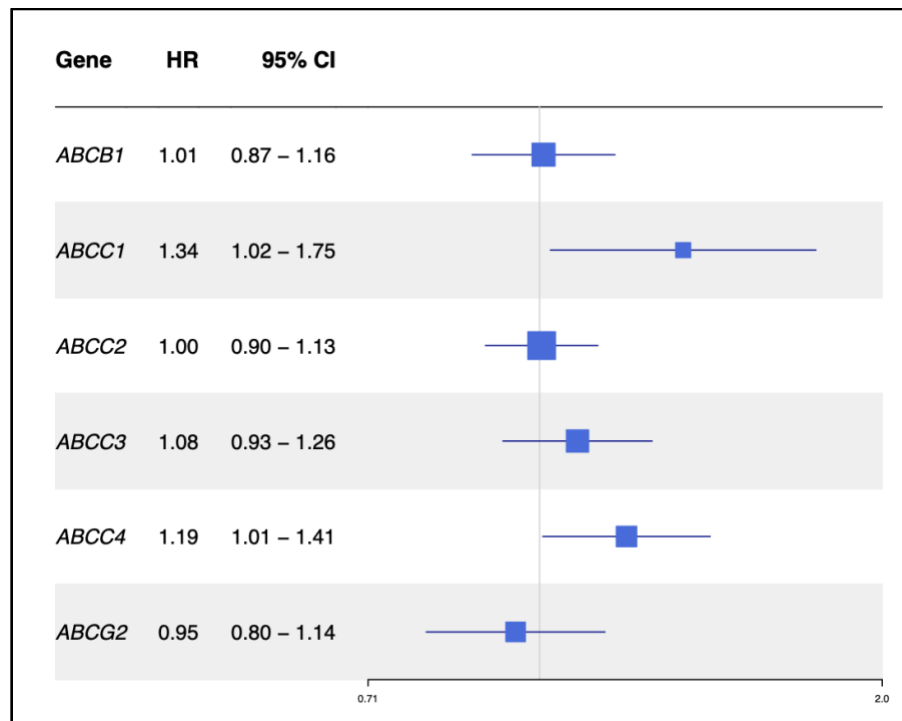 Gene HR 95% CI
ABCB1 1.01 0.87 – 1.16
ABCC1 1.34 1.02 – 1.75
ABCC2 1.00 0.90 – 1.13
ABCC3 1.08 0.93 – 1.26
ABCC4 1.19 1.01 – 1.41
ABCG2 0.95 0.80 – 1.14
0.71 2.0